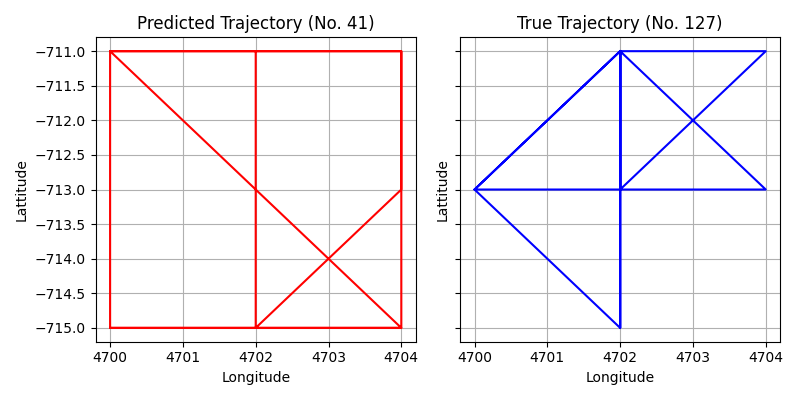 Predicted Trajectory (No. 41)
True Trajectory (No. 127)
−711.0
−711.5
−712.0
−712.5
−713.0
−713.5
−714.0
−714.5
−715.0
Lattitude
Lattitude
4700 4701 4702 4703 4704
4700 4701 4702 4703 4704
Longitude
Longitude